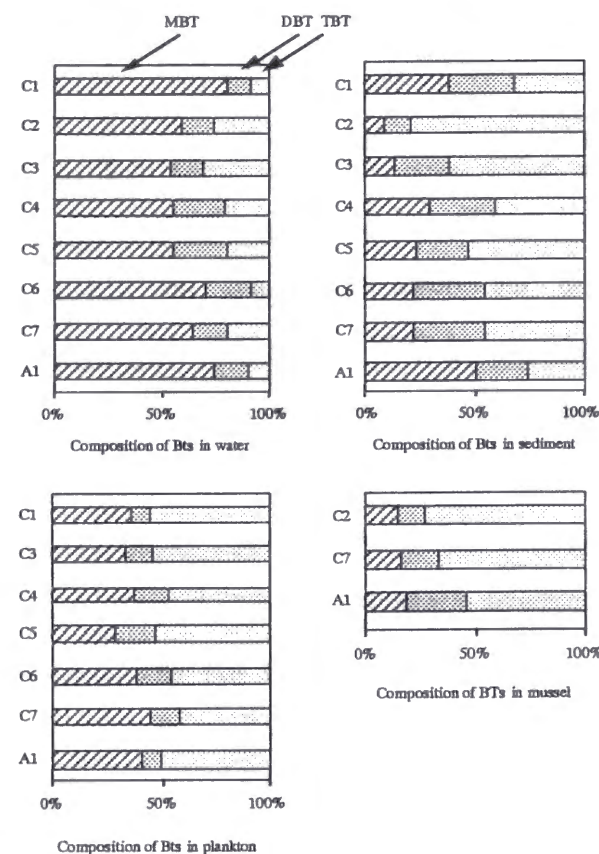 MBT DBT TBT
C1
C2
C3
C4
C5
C6
C7
A1
0% 50% 100%
Composition of Bts in water
C1
C2
C3
C4
C5
C6
C7
A1
0% 50% 100%
Composition of Bts in sediment
C1
C3
C4
C5
C6
C7
A1
0% 50% 100%
Composition of Bts in plankton
C2
C7
A1
0% 50% 100%
Composition of BTs in mussel